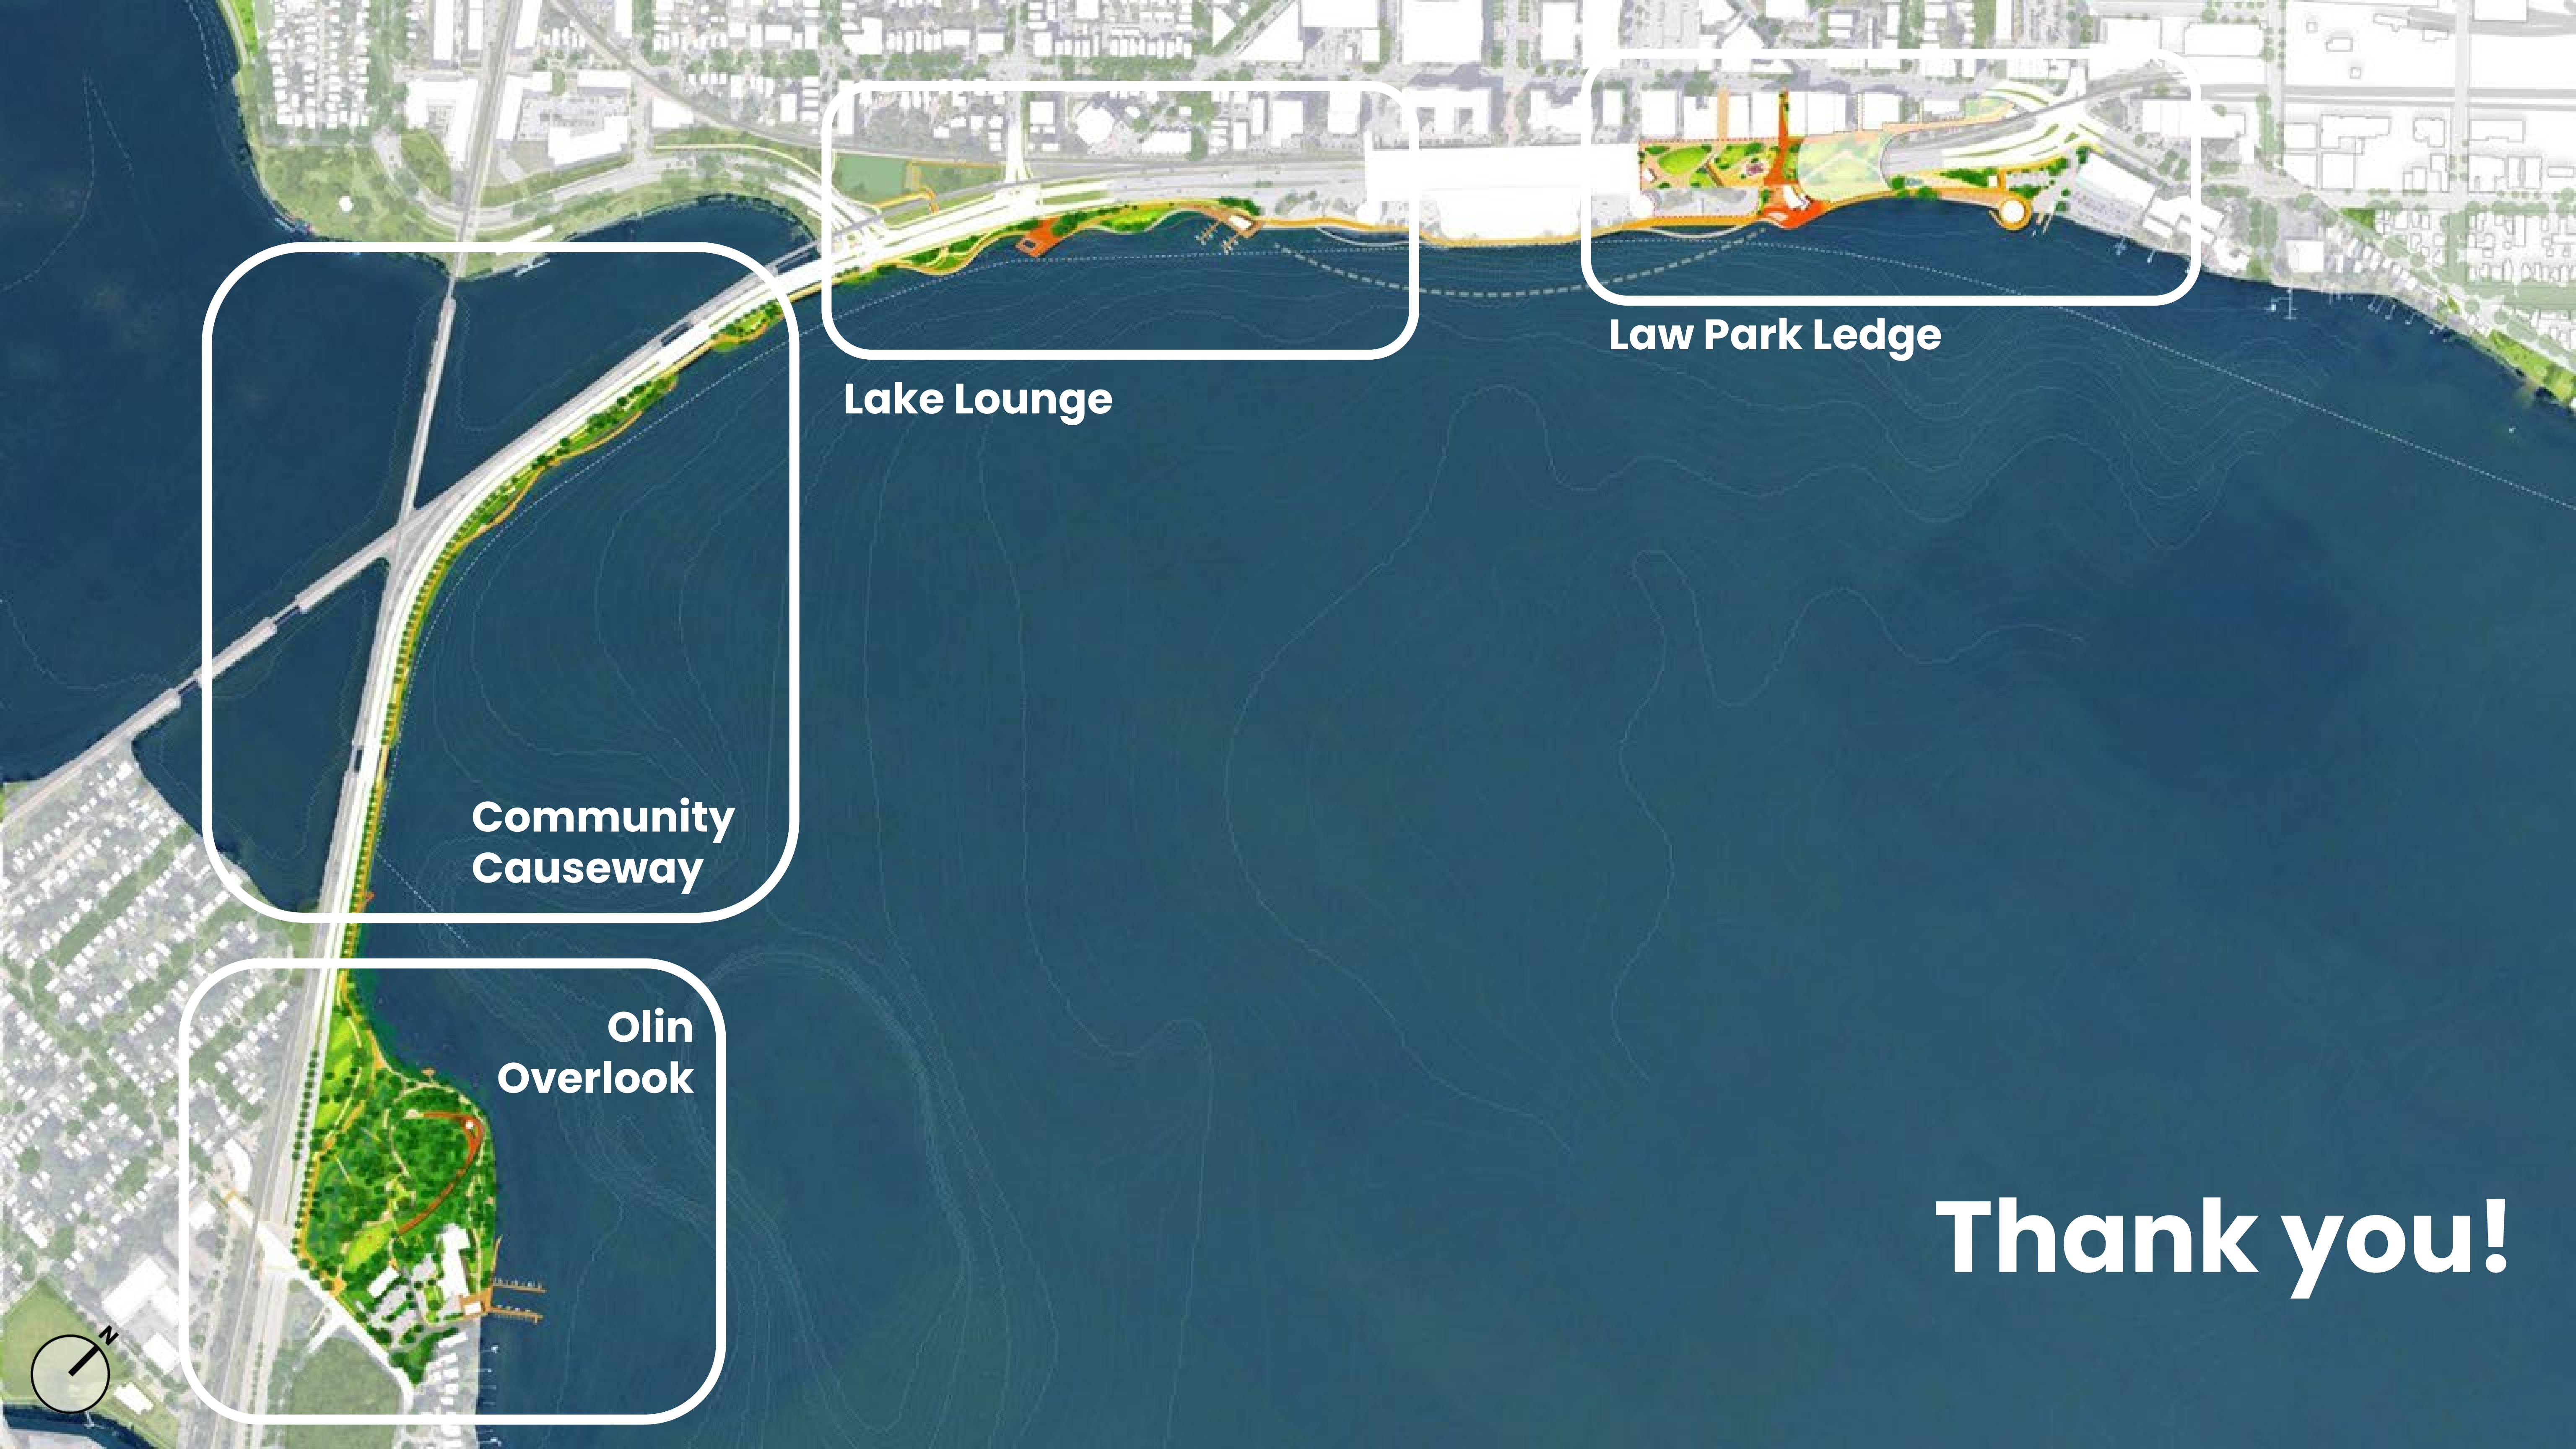 Law Park Ledge
Lake Lounge
Community
Causeway
Olin
Overlook
Thank you!
N